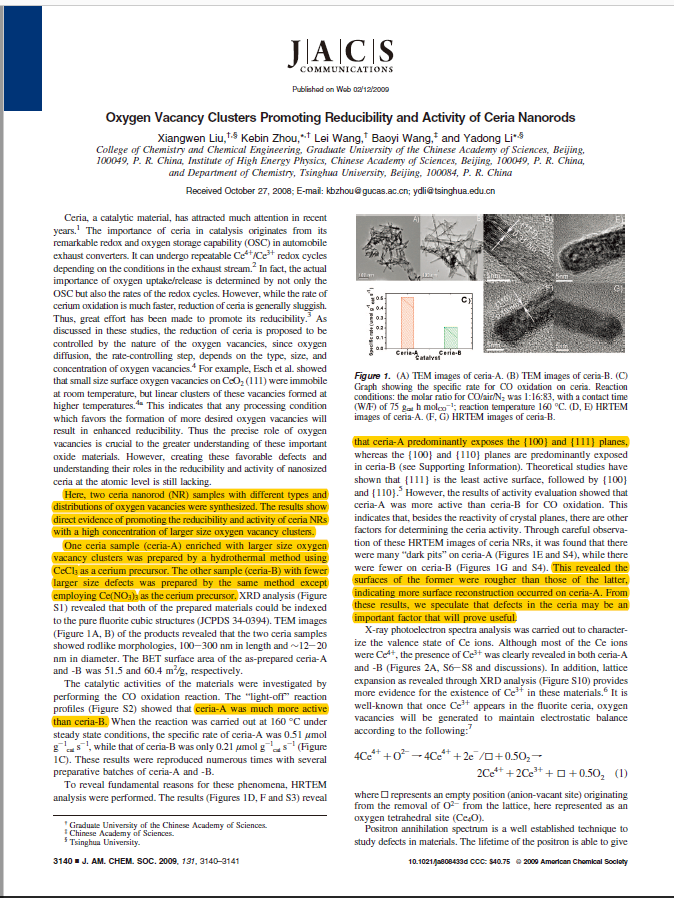 J|A|C|S
COMMUNICATIONS
Published on Web 02/12/2009
Oxygen Vacancy Clusters Promoting Reducibility and Activity of Ceria Nanorods
Xiangwen Liu,†,§ Kebin Zhou,*,† Lei Wang,† Baoyi Wang,‡ and Yadong Li*,§
College of Chemistry and Chemical Engineering, Graduate University of the Chinese Academy of Sciences, Beijing,
100049, P. R. China, Institute of High Energy Physics, Chinese Academy of Sciences, Beijing, 100049, P. R. China,
and Department of Chemistry, Tsinghua University, Beijing, 100084, P. R. China
Received October 27, 2008; E-mail: kbzhou@gucas.ac.cn; ydli@tsinghua.edu.cn
Ceria, a catalytic material, has attracted much attention in recent
years.1 The importance of ceria in catalysis originates from its
remarkable redox and oxygen storage capability (OSC) in automobile
exhaust converters. It can undergo repeatable Ce4+/Ce3+ redox cycles
depending on the conditions in the exhaust stream.2 In fact, the actual
importance of oxygen uptake/release is determined by not only the
OSC but also the rates of the redox cycles. However, while the rate of
cerium oxidation is much faster, reduction of ceria is generally sluggish.
Thus, great effort has been made to promote its reducibility.3 As
discussed in these studies, the reduction of ceria is proposed to be
controlled by the nature of the oxygen vacancies, since oxygen
diffusion, the rate-controlling step, depends on the type, size, and
concentration of oxygen vacancies.4 For example, Esch et al. showed
that small size surface oxygen vacancies on CeO2 (111) were immobile
at room temperature, but linear clusters of these vacancies formed at
higher temperatures.4a This indicates that any processing condition
which favors the formation of more desired oxygen vacancies will
result in enhanced reducibility. Thus the precise role of oxygen
vacancies is crucial to the greater understanding of these important
oxide materials. However, creating these favorable defects and
understanding their roles in the reducibility and activity of nanosized
ceria at the atomic level is still lacking.
Here, two ceria nanorod (NR) samples with different types and
distributions of oxygen vacancies were synthesized. The results show
direct evidence of promoting the reducibility and activity of ceria NRs
with a high concentration of larger size oxygen vacancy clusters.
One ceria sample (ceria-A) enriched with larger size oxygen
vacancy clusters was prepared by a hydrothermal method using
CeCl3 as a cerium precursor. The other sample (ceria-B) with fewer
larger size defects was prepared by the same method except
employing Ce(NO3)3 as the cerium precursor. XRD analysis (Figure
S1) revealed that both of the prepared materials could be indexed
to the pure fluorite cubic structures (JCPDS 34-0394). TEM images
(Figure 1A, B) of the products revealed that the two ceria samples
showed rodlike morphologies, 100−300 nm in length and ∼12−20
nm in diameter. The BET surface area of the as-prepared ceria-A
and -B was 51.5 and 60.4 m2/g, respectively.
The catalytic activities of the materials were investigated by
performing the CO oxidation reaction. The "light-off" reaction
profiles (Figure S2) showed that ceria-A was much more active
than ceria-B. When the reaction was carried out at 160 °C under
steady state conditions, the specific rate of ceria-A was 0.51 μmol
g−1cat s−1, while that of ceria-B was only 0.21 μmol g−1cat s−1 (Figure
1C). These results were reproduced numerous times with several
preparative batches of ceria-A and -B.
To reveal fundamental reasons for these phenomena, HRTEM
analysis were performed. The results (Figures 1D, F and S3) reveal
† Graduate University of the Chinese Academy of Sciences.
‡ Chinese Academy of Sciences.
§ Tsinghua University.
A)
C)
0.5
0.4
0.3
0.2
0.1
0.0
Ceria-A Ceria-B
Catalyst
5nm
Figure 1. (A) TEM images of ceria-A. (B) TEM images of ceria-B. (C)
Graph showing the specific rate for CO oxidation on ceria. Reaction
conditions: the molar ratio for CO/air/N2 was 1:16:83, with a contact time
(W/F) of 75 gcat h molCO−1; reaction temperature 160 °C. (D, E) HRTEM
images of ceria-A. (F, G) HRTEM images of ceria-B.
that ceria-A predominantly exposes the {100} and {111} planes,
whereas the {100} and {110} planes are predominantly exposed
in ceria-B (see Supporting Information). Theoretical studies have
shown that {111} is the least active surface, followed by {100}
and {110}.5 However, the results of activity evaluation showed that
ceria-A was more active than ceria-B for CO oxidation. This
indicates that, besides the reactivity of crystal planes, there are other
factors for determining the ceria activity. Through careful observa-
tion of these HRTEM images of ceria NRs, it was found that there
were many "dark pits" on ceria-A (Figures 1E and S4), while there
were fewer on ceria-B (Figures 1G and S4). This revealed the
surfaces of the former were rougher than those of the latter,
indicating more surface reconstruction occurred on ceria-A. From
these results, we speculate that defects in the ceria may be an
important factor that will prove useful.
X-ray photoelectron spectra analysis was carried out to character-
ize the valence state of Ce ions. Although most of the Ce ions
were Ce4+, the presence of Ce3+ was clearly revealed in both ceria-A
and -B (Figures 2A, S6−S8 and discussions). In addition, lattice
expansion as revealed through XRD analysis (Figure S10) provides
more evidence for the existence of Ce3+ in these materials.6 It is
well-known that once Ce3+ appears in the fluorite ceria, oxygen
vacancies will be generated to maintain electrostatic balance
according to the following:7
4Ce4+ + O2− → 4Ce4+ + 2e−/□ + 0.5O2 →
2Ce4+ + 2Ce3+ + □ + 0.5O2 (1)
where □ represents an empty position (anion-vacant site) originating
from the removal of O2− from the lattice, here represented as an
oxygen tetrahedral site (Ce4O).
Positron annihilation spectrum is a well established technique to
study defects in materials. The lifetime of the positron is able to give
3140 ■ J. AM. CHEM. SOC. 2009, 131, 3140–3141
10.1021/ja808433d CCC: $40.75 © 2009 American Chemical Society